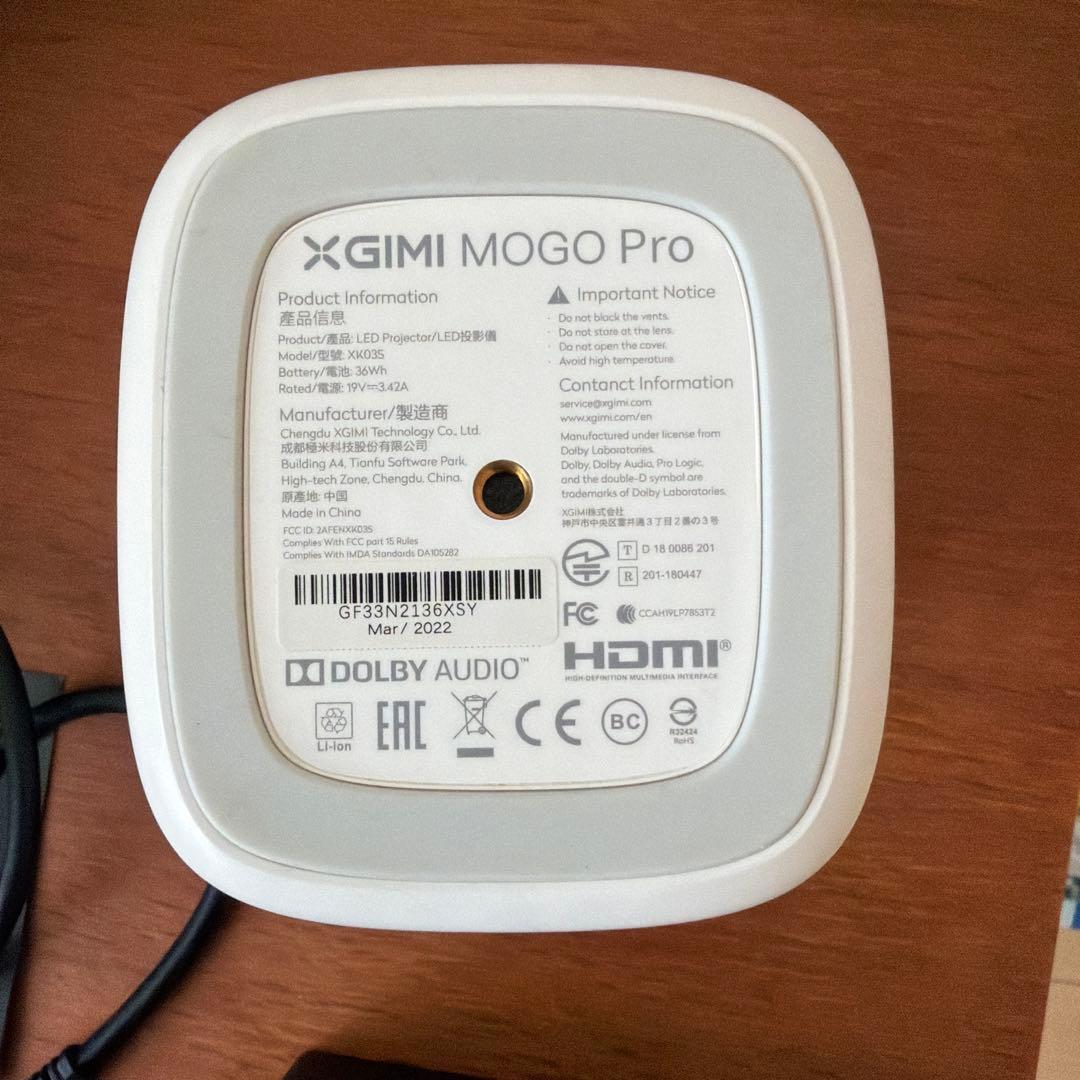 XGIMI MOGO Pro
Product Information
產品信息
Product/產品: LED Projector/LED投影儀
Model/型號: XK03S
Battery/電池: 36Wh
Rated/電源: 19V⎓3.42A
Manufacturer/製造商
Chengdu XGIMI Technology Co., Ltd.
成都極米科技股份有限公司
Building A4, Tianfu Software Park,
High-tech Zone, Chengdu, China.
原產地: 中国
Made in China
FCC ID: 2AFENXK03S
Complies With FCC part 15 Rules
Complies With IMDA Standards DA105282
GF33N2136XSY
Mar/ 2022
DOLBY AUDIO™
Li-ion
EAC
CE
BC
R32424
RoHS
Important Notice
· Do not block the vents.
· Do not stare at the lens.
· Do not open the cover.
· Avoid high temperature.
Contanct Information
service@xgimi.com
www.xgimi.com/en
Manufactured under license from
Dolby Laboratories.
Dolby, Dolby Audio, Pro Logic,
and the double-D symbol are
trademarks of Dolby Laboratories.
XGIMI株式会社
神戸市中央区雲井通3丁目2番の3号
T D 18 0086 201
R 201-180447
FC CCAH19LP7853T2
HDMI®
HIGH-DEFINITION MULTIMEDIA INTERFACE